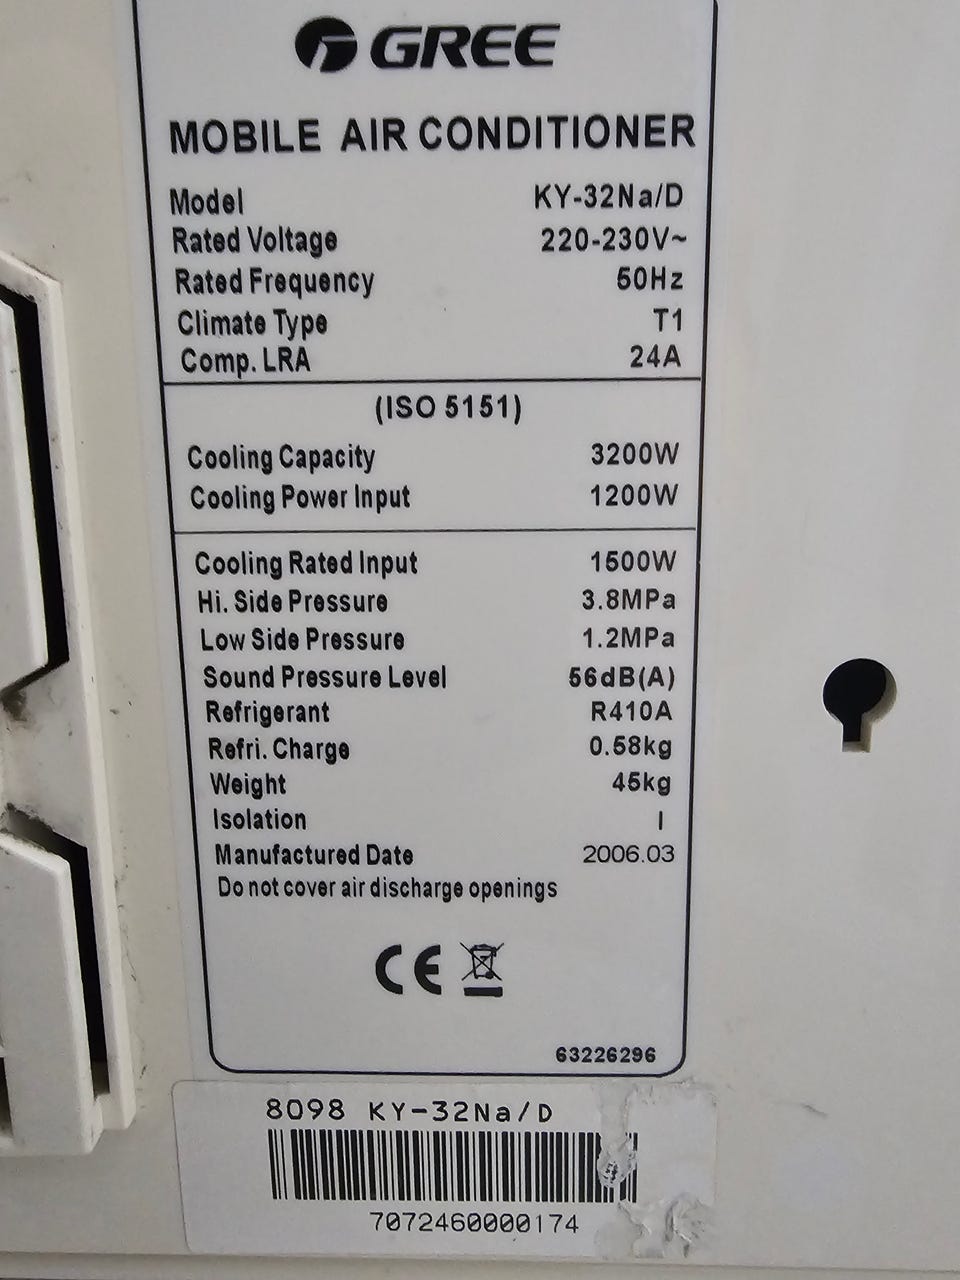 GREE
MOBILE AIR CONDITIONER
Model KY-32Na/D
Rated Voltage 220-230V~
Rated Frequency 50Hz
Climate Type T1
Comp. LRA 24A
(ISO 5151)
Cooling Capacity 3200W
Cooling Power Input 1200W
Cooling Rated Input 1500W
Hi. Side Pressure 3.8MPa
Low Side Pressure 1.2MPa
Sound Pressure Level 56dB(A)
Refrigerant R410A
Refri. Charge 0.58kg
Weight 45kg
Isolation I
Manufactured Date 2006.03
Do not cover air discharge openings
CE
63226296
8098 KY-32Na/D
7072460000174